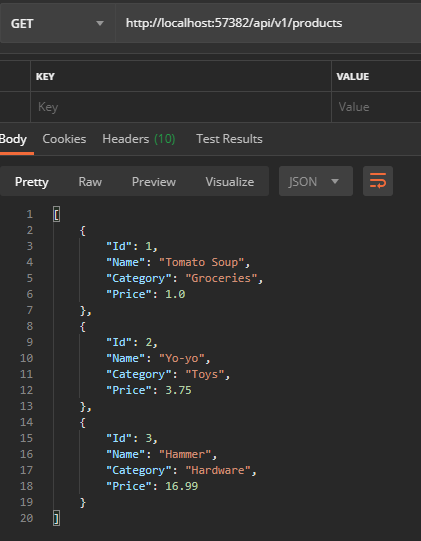 GET http://localhost:57382/api/v1/products
KEY VALUE
Key Value
Body Cookies Headers (10) Test Results
Pretty Raw Preview Visualize JSON
1 [
2 {
3 "Id": 1,
4 "Name": "Tomato Soup",
5 "Category": "Groceries",
6 "Price": 1.0
7 },
8 {
9 "Id": 2,
10 "Name": "Yo-yo",
11 "Category": "Toys",
12 "Price": 3.75
13 },
14 {
15 "Id": 3,
16 "Name": "Hammer",
17 "Category": "Hardware",
18 "Price": 16.99
19 }
20 ]